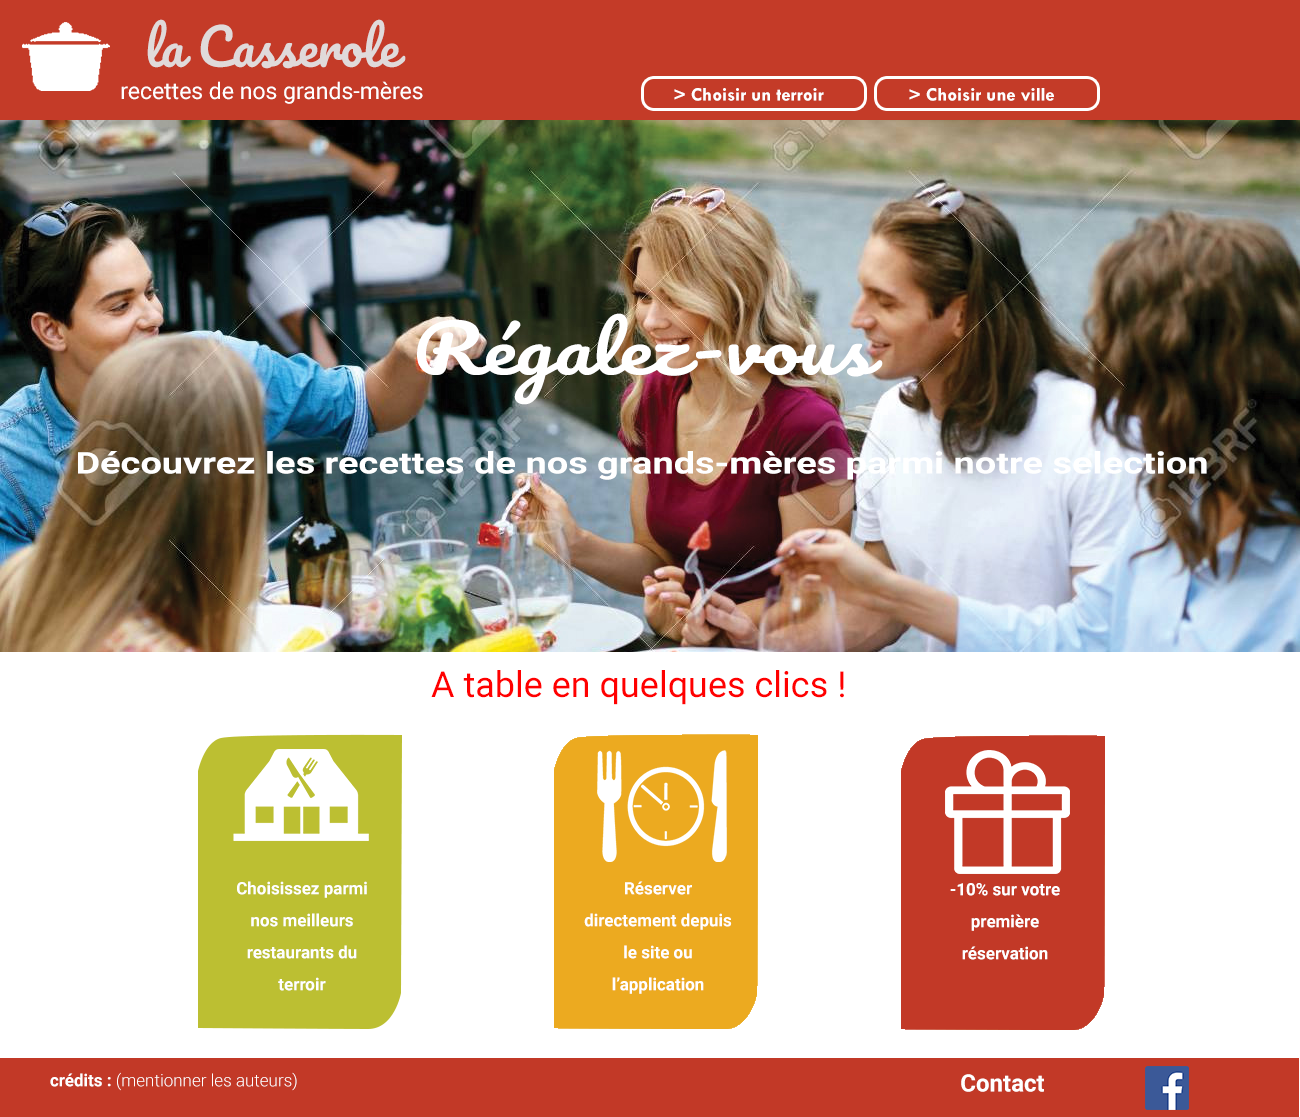 la Casserole
recettes de nos grands-mères
> Choisir un terroir
> Choisir une ville
Régalez-vous
Découvrez les recettes de nos grands-mères parmi notre selection
123RF
123RF
A table en quelques clics !
Choisissez parmi
nos meilleurs
restaurants du
terroir
Réserver
directement depuis
le site ou
l'application
-10% sur votre
première
réservation
crédits : (mentionner les auteurs)
Contact
f